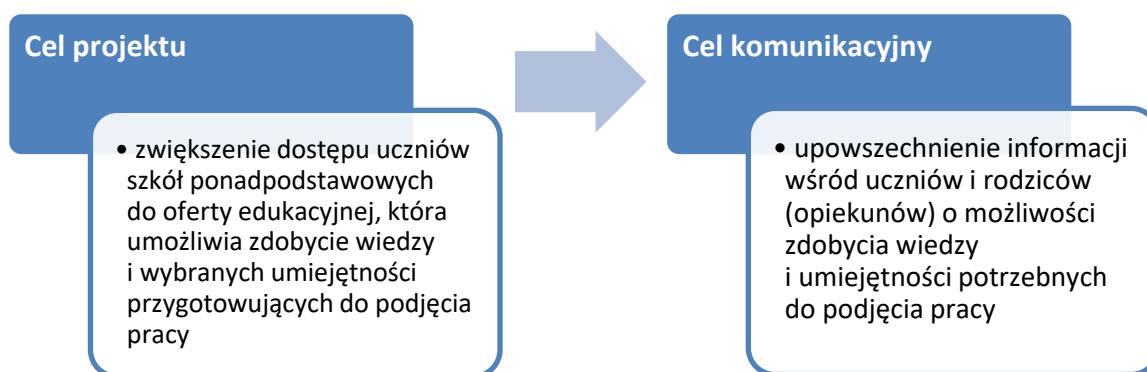 Cel projektu
• zwiększenie dostępu uczniów
szkół ponadpodstawowych
do oferty edukacyjnej, która
umożliwia zdobycie wiedzy
i wybranych umiejętności
przygotowujących do podjęcia
pracy
Cel komunikacyjny
• upowszechnienie informacji
wśród uczniów i rodziców
(opiekunów) o możliwości
zdobycia wiedzy
i umiejętności potrzebnych
do podjęcia pracy